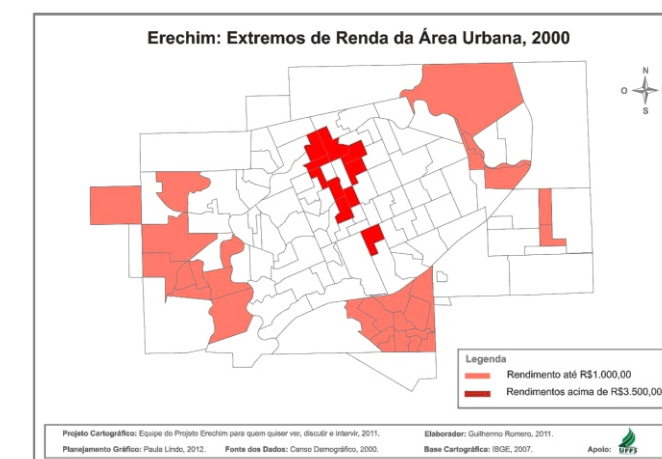 Erechim: Extremos de Renda da Área Urbana, 2000
N
O
S
Legenda
Rendimento até R$1.000,00
Rendimentos acima de R$3.500,00
Projeto Cartográfico: Equipe do Projeto Erechim para quem quiser ver, discutir e intervir, 2011. Elaborador: Guilhermo Romero, 2011.
Planejamento Gráfico: Paula Lindo, 2012. Fonte dos Dados: Censo Demográfico, 2000. Base Cartográfica: IBGE, 2007. Apoio: UFFS